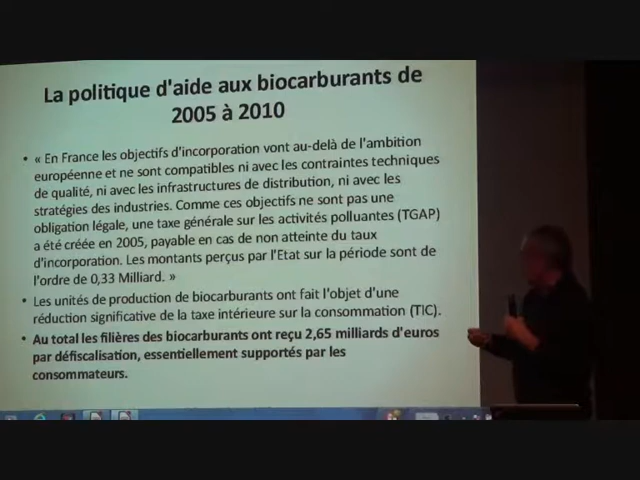 La politique d'aide aux biocarburants de
2005 à 2010
• « En France les objectifs d'incorporation vont au-delà de l'ambition
européenne et ne sont compatibles ni avec les contraintes techniques
de qualité, ni avec les infrastructures de distribution, ni avec les
stratégies des industries. Comme ces objectifs ne sont pas une
obligation légale, une taxe générale sur les activités polluantes (TGAP)
a été créée en 2005, payable en cas de non atteinte du taux
d'incorporation. Les montants perçus par l'Etat sur la période sont de
l'ordre de 0,33 Milliard. »
• Les unités de production de biocarburants ont fait l'objet d'une
réduction significative de la taxe intérieure sur la consommation (TIC).
• Au total les filières des biocarburants ont reçu 2,65 milliards d'euros
par défiscalisation, essentiellement supportés par les
consommateurs.